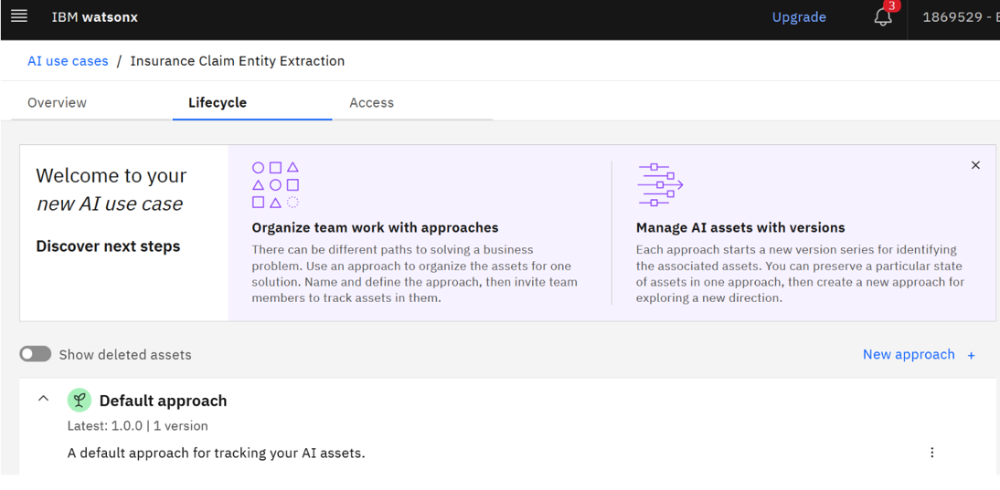 IBM watsonx
Upgrade
3
1869529 -
AI use cases / Insurance Claim Entity Extraction
Overview
Lifecycle
Access
Welcome to your
new AI use case
Discover next steps
Organize team work with approaches
There can be different paths to solving a business
problem. Use an approach to organize the assets for one
solution. Name and define the approach, then invite team
members to track assets in them.
Manage AI assets with versions
Each approach starts a new version series for identifying
the associated assets. You can preserve a particular state
of assets in one approach, then create a new approach for
exploring a new direction.
Show deleted assets
New approach +
Default approach
Latest: 1.0.0 | 1 version
A default approach for tracking your AI assets.